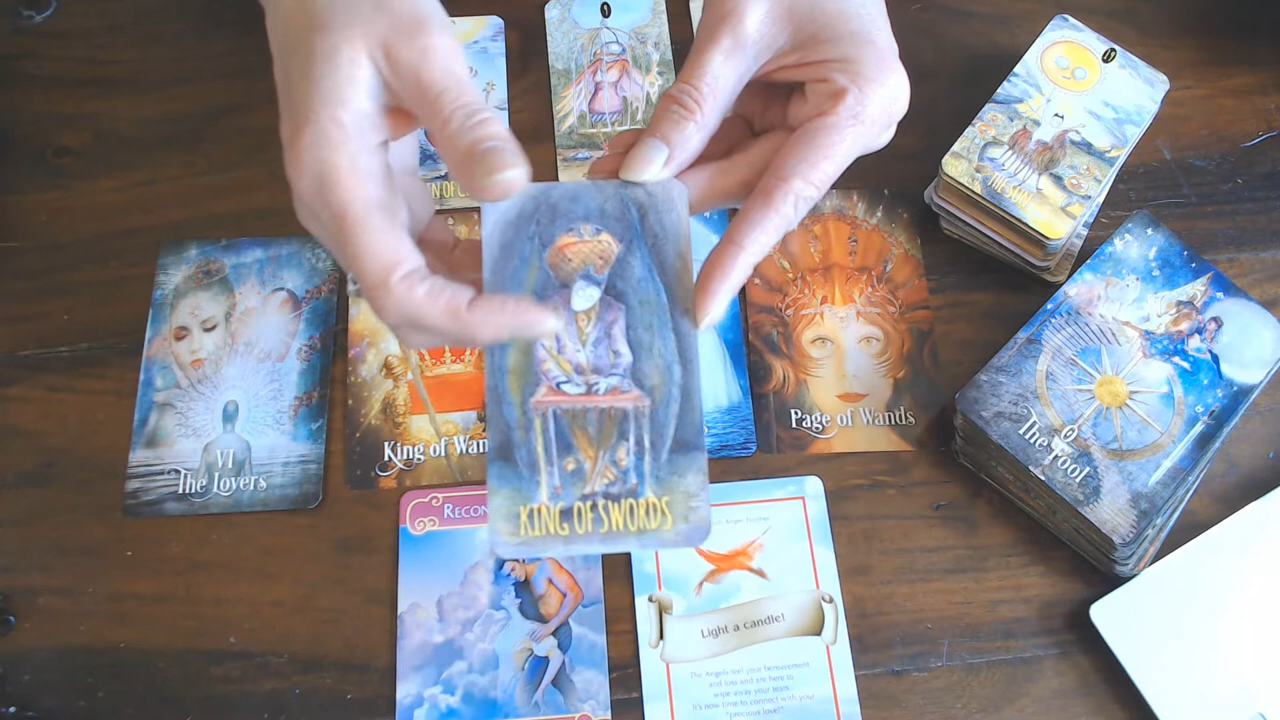 THE SUN
0
The Fool
VI
The Lovers
King of Wan
Page of Wands
KING OF SWORDS
RECON
Light a candle!
The Angels feel your bereavement
and loss and are here to
wipe away your tears.
It's now time to connect with your
"precious love!"